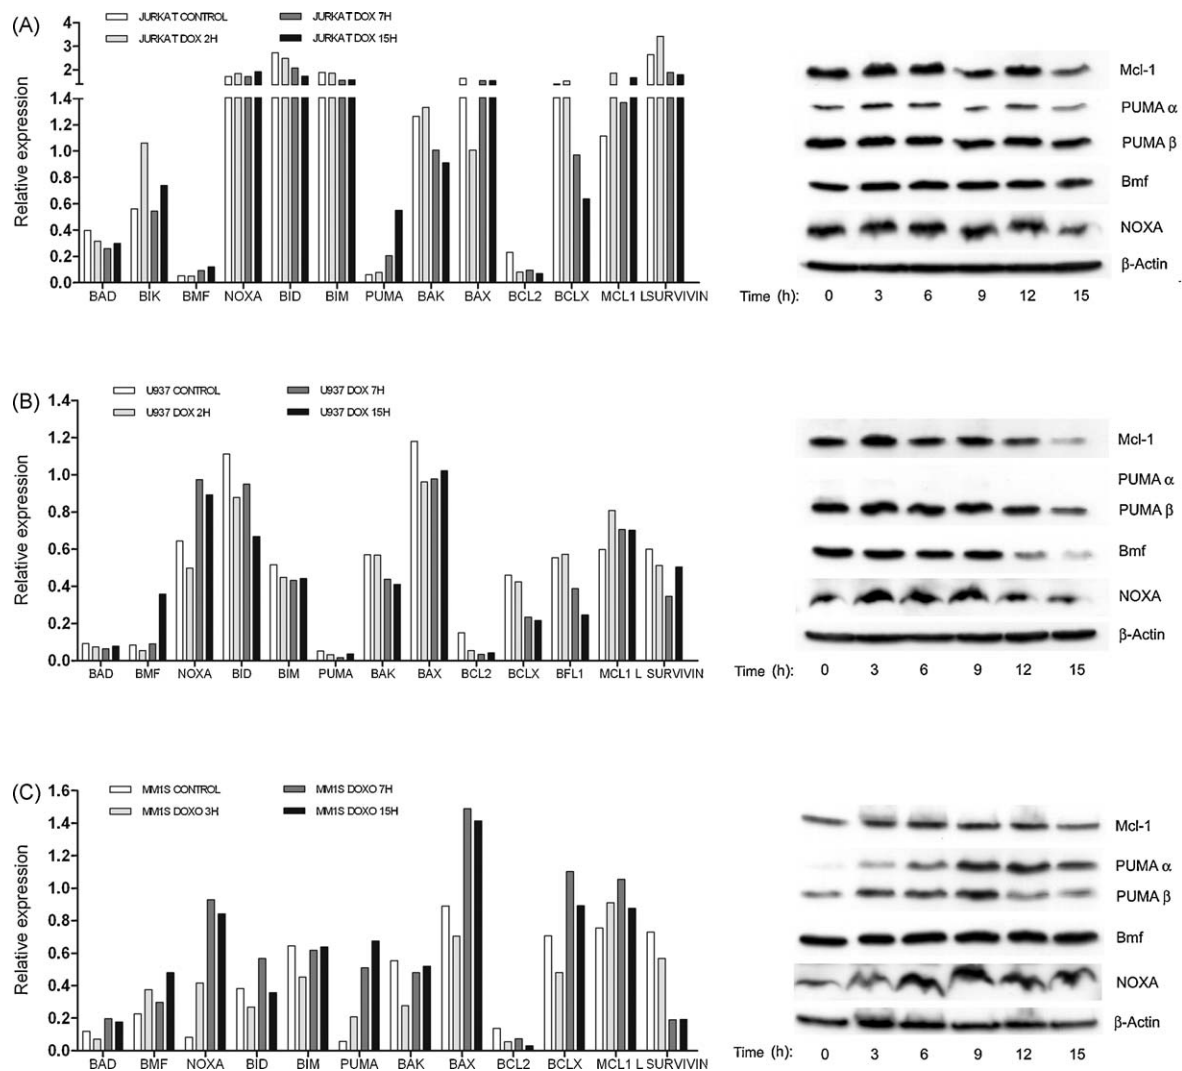 (A)
JURKAT CONTROL JURKAT DOX 7H
JURKAT DOX 2H JURKAT DOX 15H
Relative expression
4
3
2
1.4
1.2
1.0
0.8
0.6
0.4
0.2
0.0
BAD BIK BMF NOXA BID BIM PUMA BAK BAX BCL2 BCLX MCL1 L SURVIVIN
Mcl-1
PUMA α
PUMA β
Bmf
NOXA
β-Actin
Time (h): 0 3 6 9 12 15
(B)
U937 CONTROL U937 DOX 7H
U937 DOX 2H U937 DOX 15H
Relative expression
1.4
1.2
1.0
0.8
0.6
0.4
0.2
0.0
BAD BMF NOXA BID BIM PUMA BAK BAX BCL2 BCLX BFL1 MCL1 L SURVIVIN
Mcl-1
PUMA α
PUMA β
Bmf
NOXA
β-Actin
Time (h): 0 3 6 9 12 15
(C)
MM1S CONTROL MM1S DOXO 7H
MM1S DOXO 3H MM1S DOXO 15H
Relative expression
1.6
1.4
1.2
1.0
0.8
0.6
0.4
0.2
0.0
BAD BMF NOXA BID BIM PUMA BAK BAX BCL2 BCLX MCL1 L SURVIVIN
Mcl-1
PUMA α
PUMA β
Bmf
NOXA
β-Actin
Time (h): 0 3 6 9 12 15